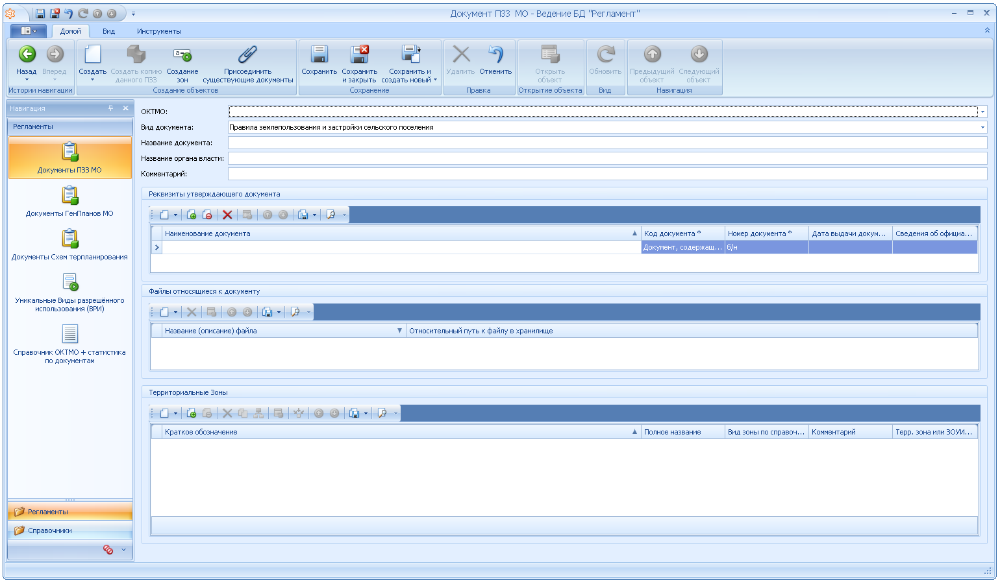 Документ ПЗЗ  МО - Ведение БД "Регламент"
Домой
Вид
Инструменты
Назад
Вперед
Создать
Создать копию данного ПЗЗ
Создание зон
Присоединить существующие документы
Сохранить
Сохранить и закрыть
Сохранить и создать новый
Удалить
Отменить
Открыть объект
Обновить
Предыдущий объект
Следующий объект
Истории навигации
Создание объектов
Сохранение
Правка
Открытие объекта
Вид
Навигация
Навигация
Регламенты
Документы ПЗЗ МО
Документы ГенПланов МО
Документы Схем терпланирования
Уникальные Виды разрешённого
использования (ВРИ)
Справочник ОКТМО + статистика
по документам
Регламенты
Справочники
ОКТМО:
Вид документа:
Правила землепользования и застройки сельского поселения
Название документа:
Название органа власти:
Комментарий:
Реквизиты утверждающего документа
Наименование документа
Код документа *
Номер документа *
Дата выдачи докум...
Сведения об официа...
Документ, содержащ...
б/н
Файлы относящиеся к документу
Название (описание) файла
Относительный путь к файлу в хранилище
Территориальные Зоны
Краткое обозначение
Полное название
Вид зоны по справоч...
Комментарий
Терр. зона или ЗОУИ...